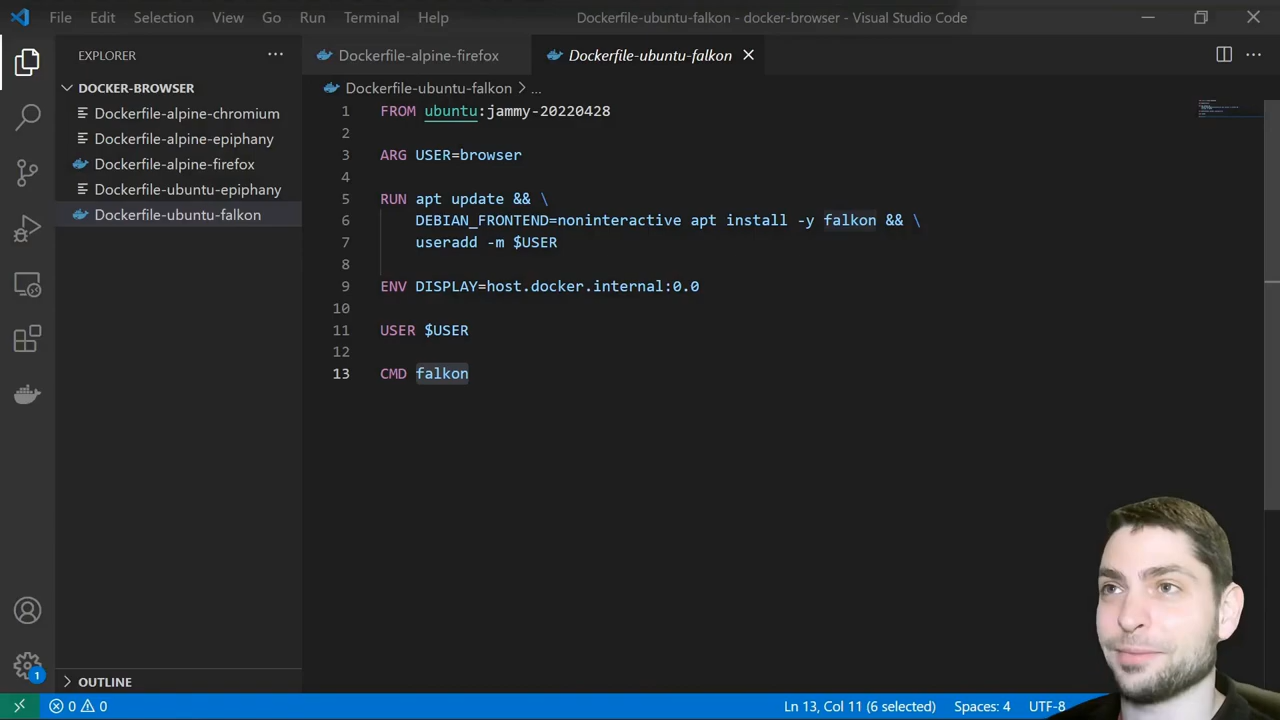 File Edit Selection View Go Run Terminal Help Dockerfile-ubuntu-falkon - docker-browser - Visual Studio Code
EXPLORER
Dockerfile-alpine-firefox Dockerfile-ubuntu-falkon
DOCKER-BROWSER
Dockerfile-alpine-chromium
Dockerfile-alpine-epiphany
Dockerfile-alpine-firefox
Dockerfile-ubuntu-epiphany
Dockerfile-ubuntu-falkon
Dockerfile-ubuntu-falkon > ...
1 FROM ubuntu:jammy-20220428
2
3 ARG USER=browser
4
5 RUN apt update && \
6 DEBIAN_FRONTEND=noninteractive apt install -y falkon && \
7 useradd -m $USER
8
9 ENV DISPLAY=host.docker.internal:0.0
10
11 USER $USER
12
13 CMD falkon
OUTLINE
1
0 0 Ln 13, Col 11 (6 selected) Spaces: 4 UTF-8